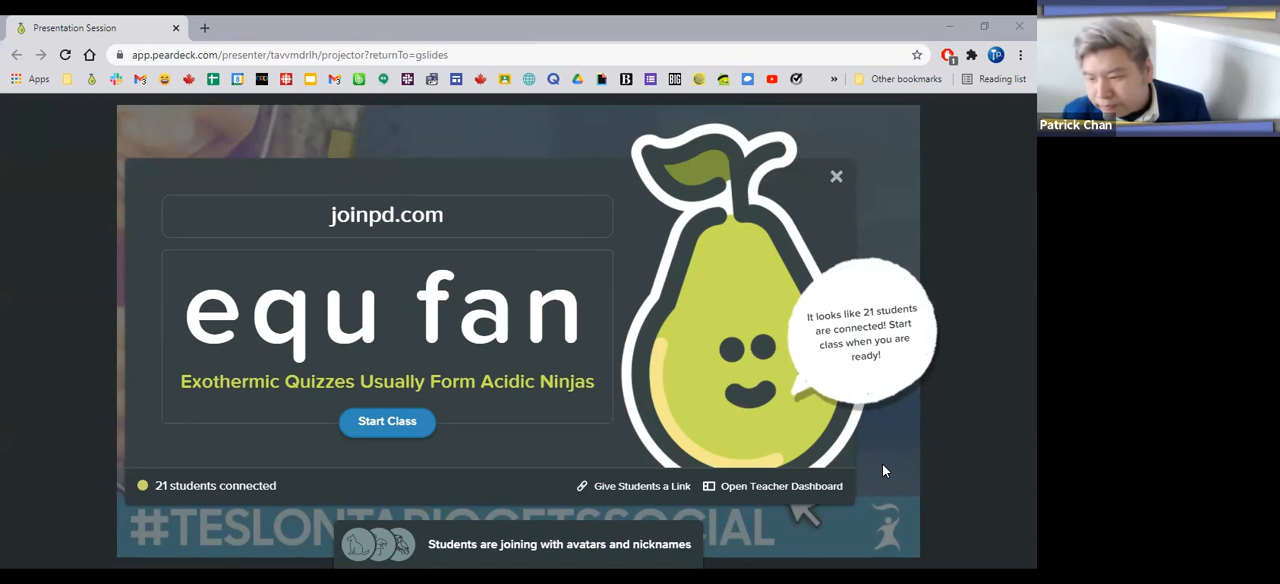 Presentation Session
app.peardeck.com/presenter/tavvmdrlh/projector?returnTo=gslides
Apps
BIG
Other bookmarks
Reading list
Patrick Chan
joinpd.com
equ fan
Exothermic Quizzes Usually Form Acidic Ninjas
Start Class
It looks like 21 students
are connected! Start
class when you are
ready!
21 students connected
Give Students a Link
Open Teacher Dashboard
#TESLONTARIOGETSSOCIAL
Students are joining with avatars and nicknames